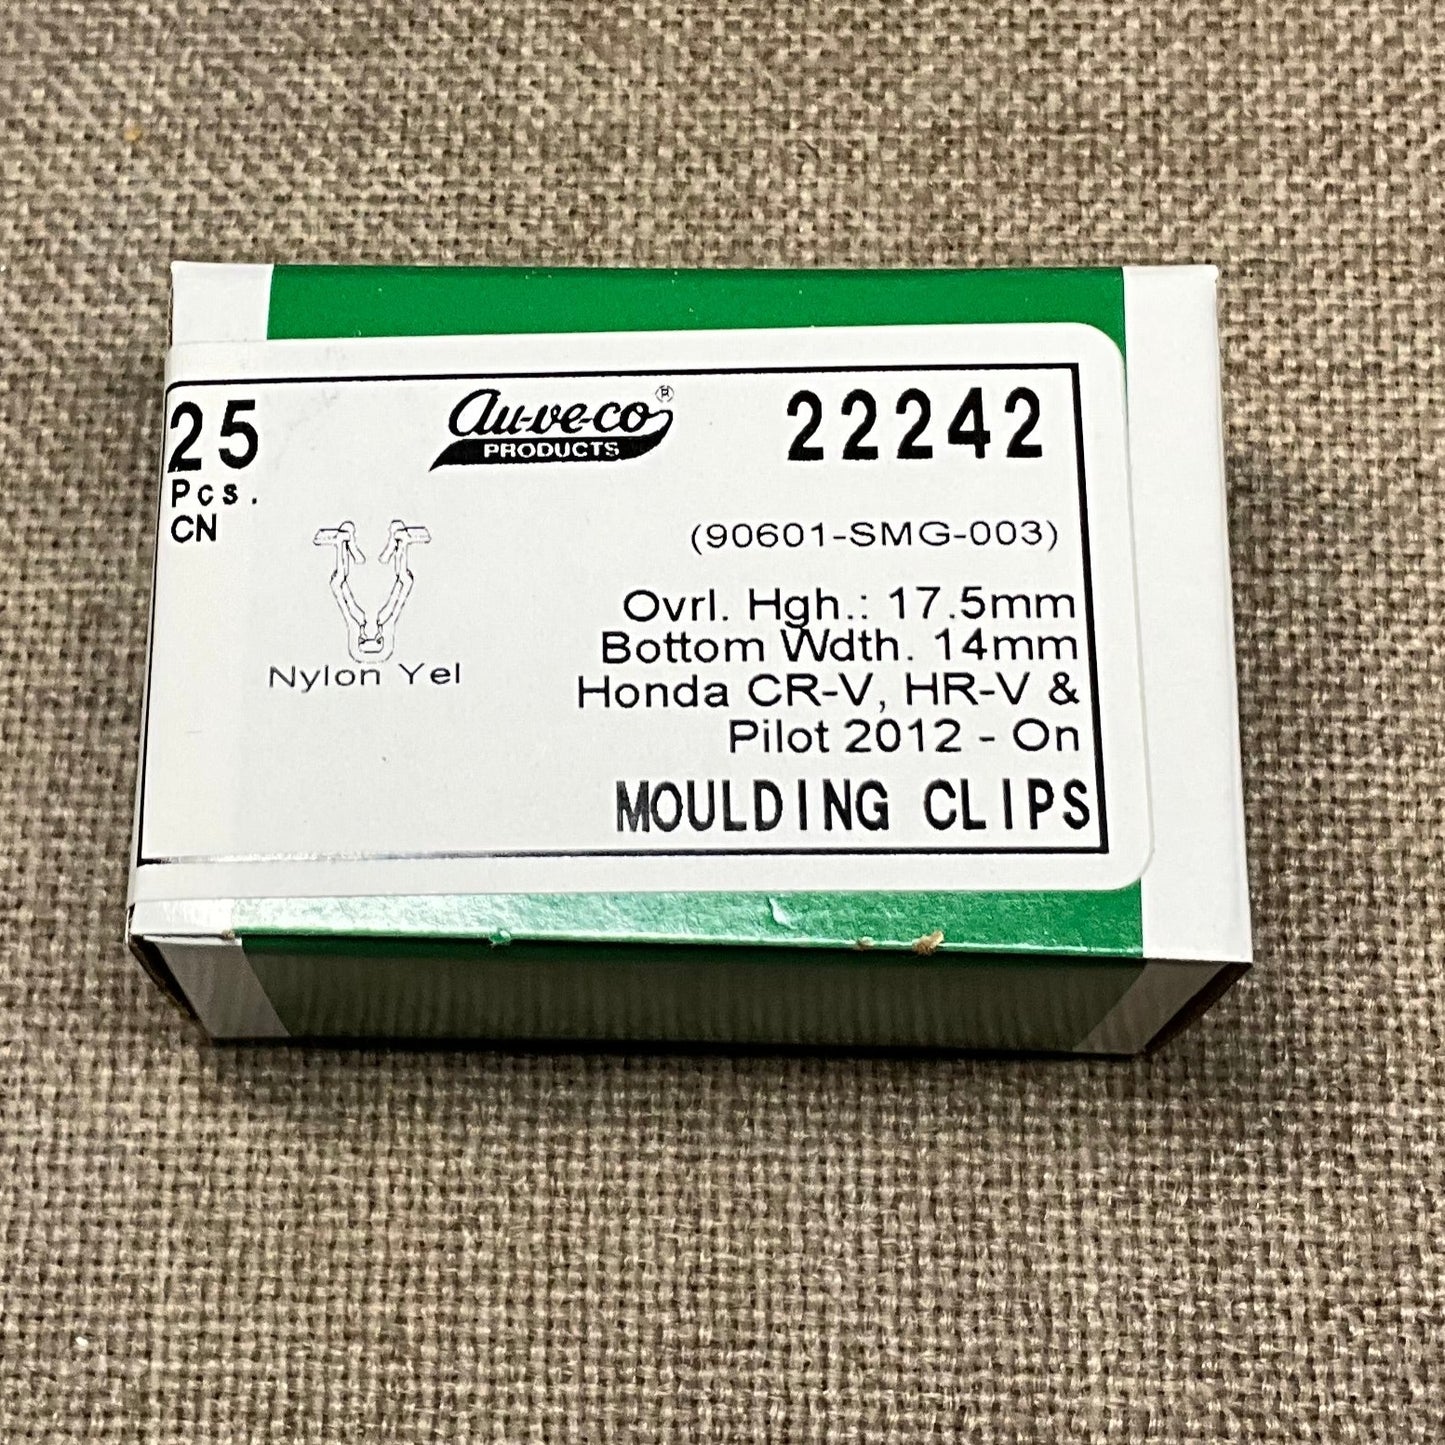 25
Pcs.
CN
au-ve-co®
PRODUCTS
22242
(90601-SMG-003)
Nylon Yel
Ovrl. Hgh.: 17.5mm
Bottom Wdth. 14mm
Honda CR-V, HR-V &
Pilot 2012 - On
MOULDING CLIPS